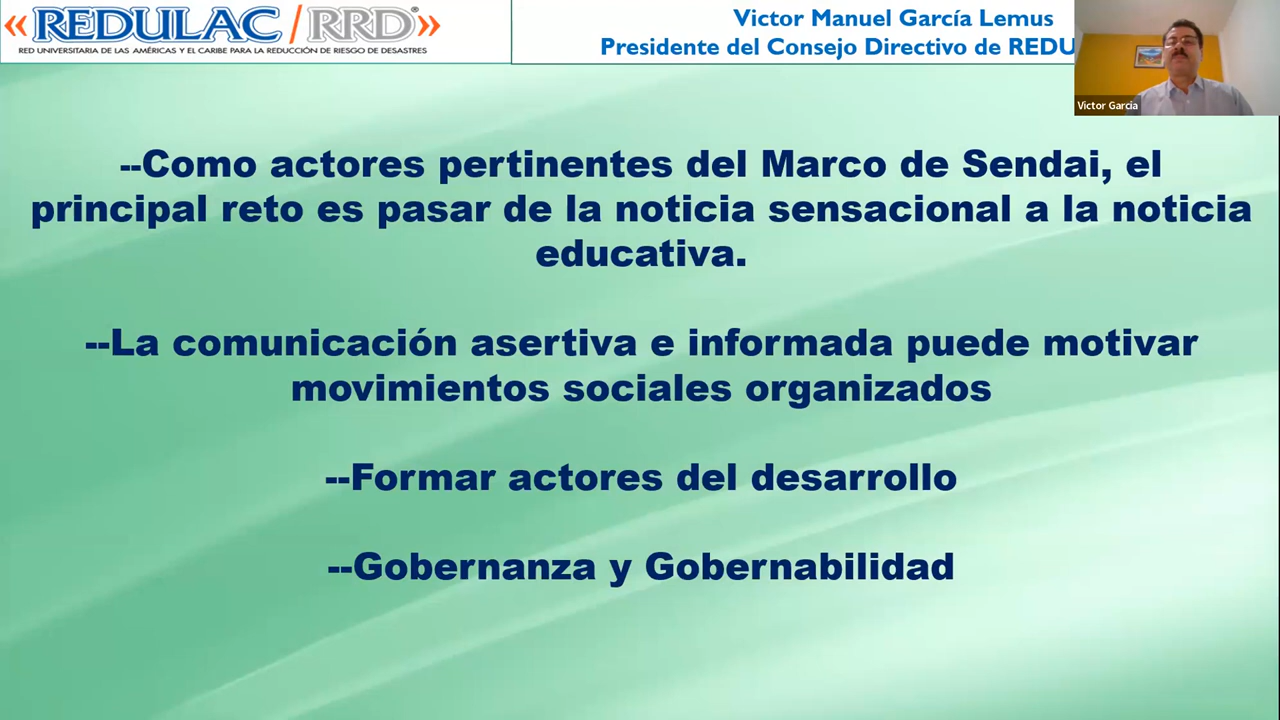 «REDULAC/RRD®»
RED UNIVERSITARIA DE LAS AMÉRICAS Y EL CARIBE PARA LA REDUCCIÓN DE RIESGO DE DESASTRES
Victor Manuel García Lemus
Presidente del Consejo Directivo de REDU
Victor Garcia
--Como actores pertinentes del Marco de Sendai, el
principal reto es pasar de la noticia sensacional a la noticia
educativa.
--La comunicación asertiva e informada puede motivar
movimientos sociales organizados
--Formar actores del desarrollo
--Gobernanza y Gobernabilidad